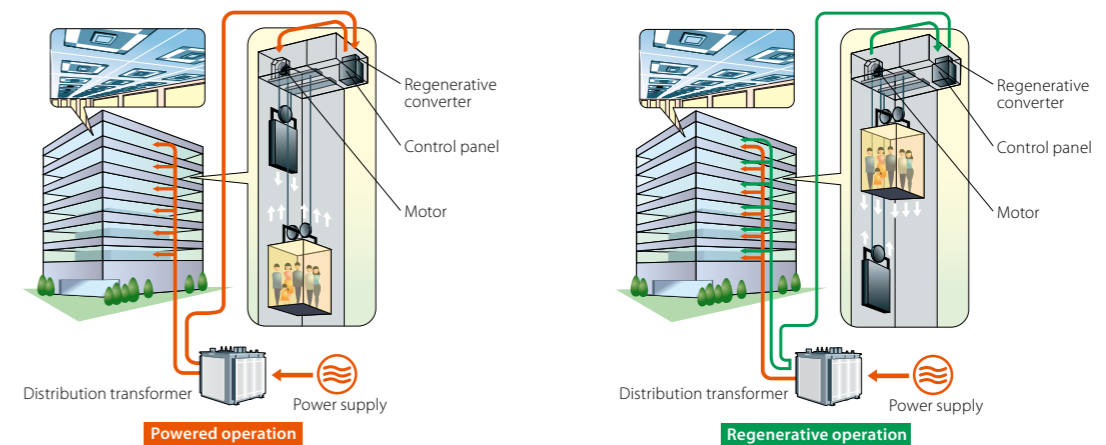 Regenerative
converter
Control panel
Motor
Distribution transformer
Power supply
Powered operation
Regenerative
converter
Control panel
Motor
Distribution transformer
Power supply
Regenerative operation